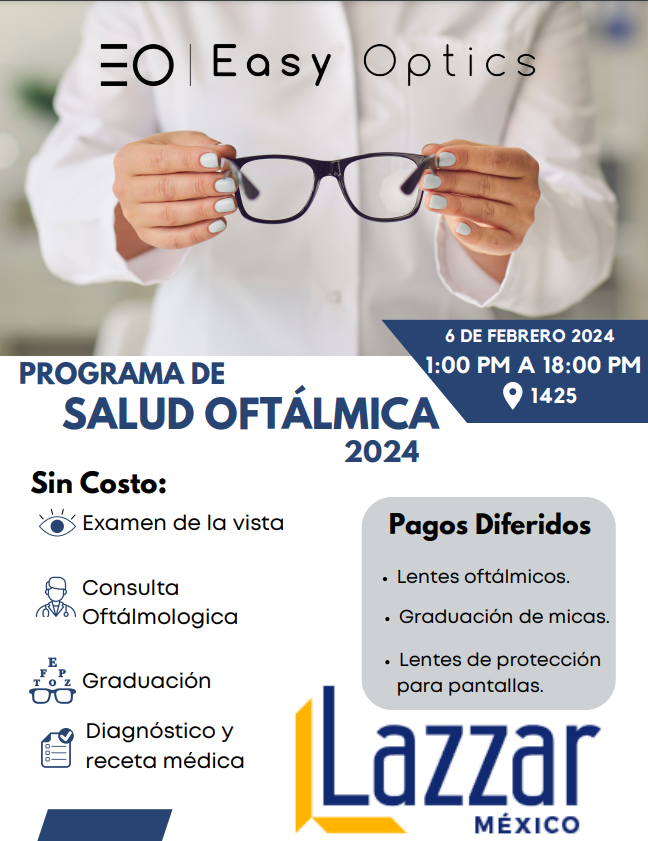 EO | Easy Optics
6 DE FEBRERO 2024
1:00 PM A 18:00 PM
1425
PROGRAMA DE
SALUD OFTÁLMICA
2024
Sin Costo:
Examen de la vista
Consulta
Oftálmologica
E
F P
T O Z
Graduación
Diagnóstico y
receta médica
Pagos Diferidos
• Lentes oftálmicos.
• Graduación de micas.
• Lentes de protección
para pantallas.
Lazzar
MÉXICO